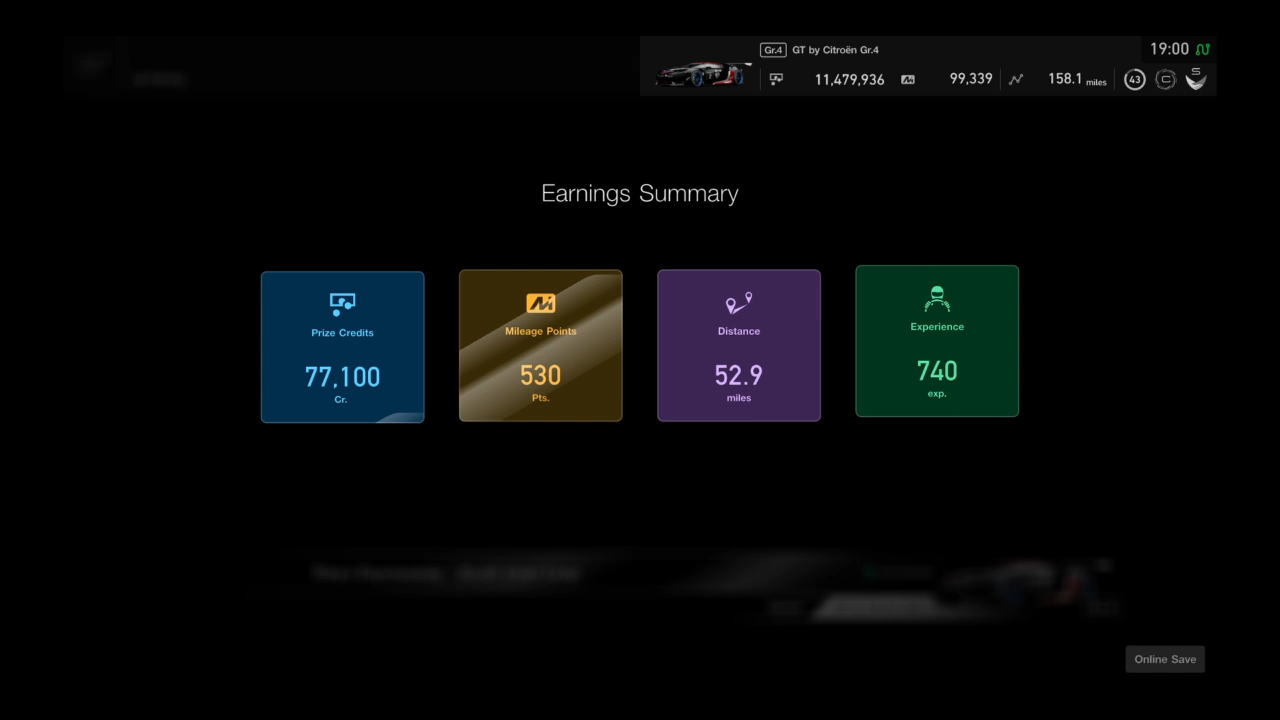 Gr.4 GT by Citroën Gr.4
19:00
11,479,936 99,339 158.1 miles 43 C S
Earnings Summary
Prize Credits
77,100
Cr.
Mileage Points
530
Pts.
Distance
52.9
miles
Experience
740
exp.
Online Save